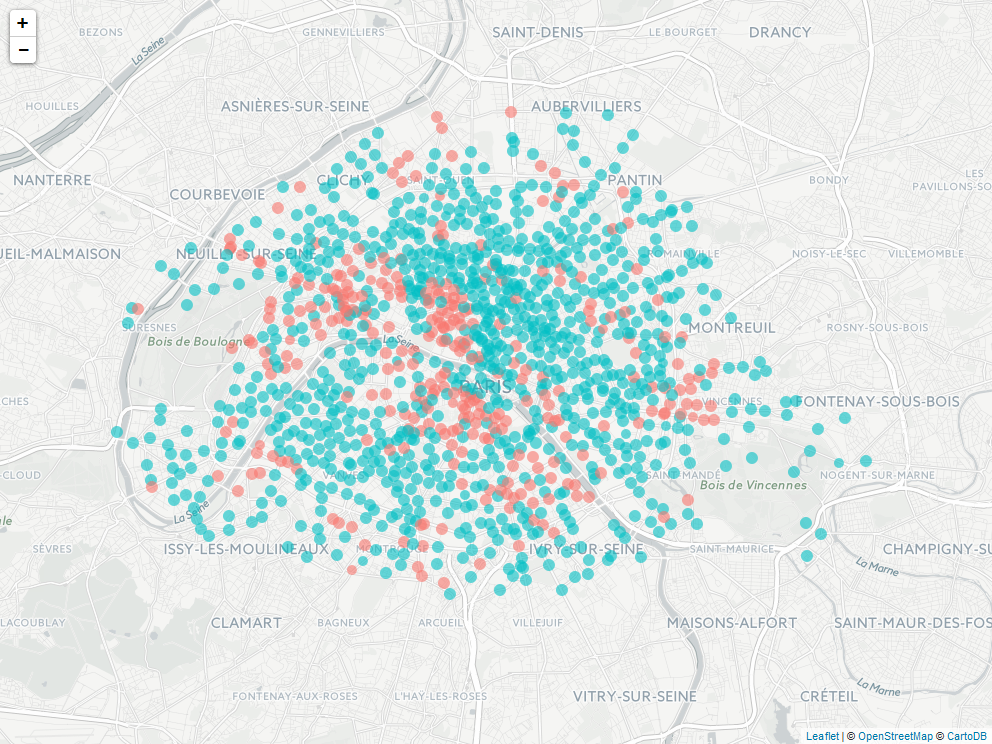 +
−
BEZONS
La Seine
GENNEVILLIERS
SAINT-DENIS
LE BOURGET
DRANCY
HOUILLES
ASNIÈRES-SUR-SEINE
AUBERVILLIERS
NANTERRE
COURBEVOIE
CLICHY
SAINT-OUEN
PANTIN
BONDY
LES
PAVILLONS-SO
UEIL-MALMAISON
NEUILLY-SUR-SEINE
ROMAINVILLE
NOISY-LE-SEC
VILLEMOMBLE
SURESNES
Bois de Boulogne
La Seine
MONTREUIL
ROSNY-SOUS-BOIS
PARIS
CHES
VINCENNES
FONTENAY-SOUS-BOIS
-CLOUD
VANVES
SAINT-MANDÉ
Bois de Vincennes
NOGENT-SUR-MARNE
La Seine
SÈVRES
ISSY-LES-MOULINEAUX
MONTROUGE
IVRY-SUR-SEINE
SAINT-MAURICE
CHAMPIGNY-SU
La Marne
LACOUBLAY
CLAMART
BAGNEUX
ARCUEIL
VILLEJUIF
MAISONS-ALFORT
SAINT-MAUR-DES-FOS
La Marne
FONTENAY-AUX-ROSES
L'HAY-LES-ROSES
VITRY-SUR-SEINE
CRÉTEIL
Leaflet | © OpenStreetMap © CartoDB